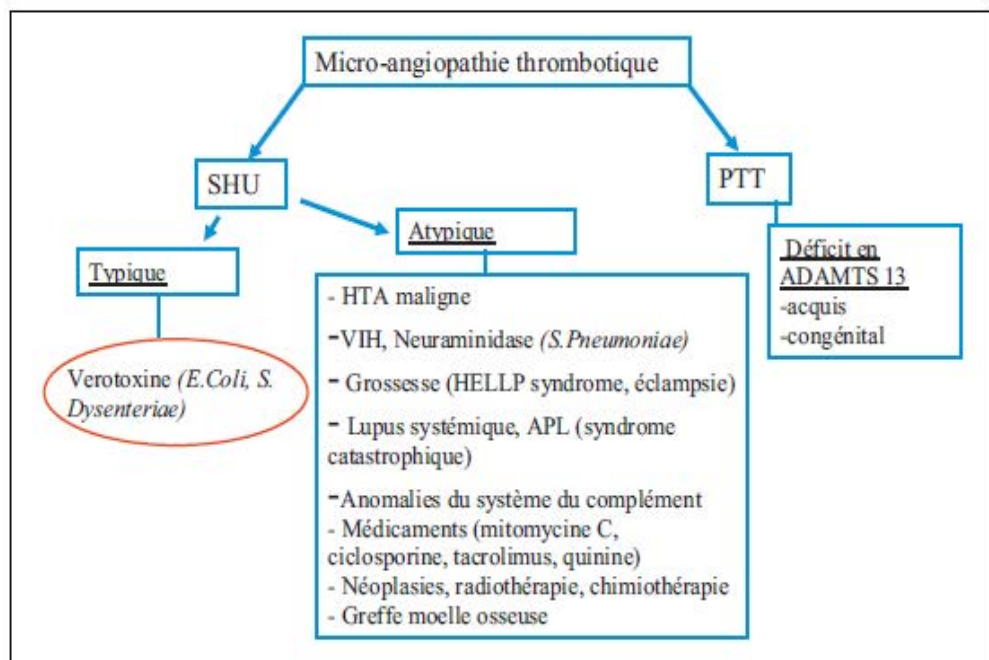 Micro-angiopathie thrombotique
SHU
PTT
Typique
Atypique
Déficit en
ADAMTS 13
-acquis
-congénital
Verotoxine (E.Coli, S.
Dysenteriae)
- HTA maligne
-VIH, Neuraminidase (S.Pneumoniae)
- Grossesse (HELLP syndrome, éclampsie)
- Lupus systémique, APL (syndrome
catastrophique)
-Anomalies du système du complément
- Médicaments (mitomycine C,
ciclosporine, tacrolimus, quinine)
- Néoplasies, radiothérapie, chimiothérapie
- Greffe moelle osseuse